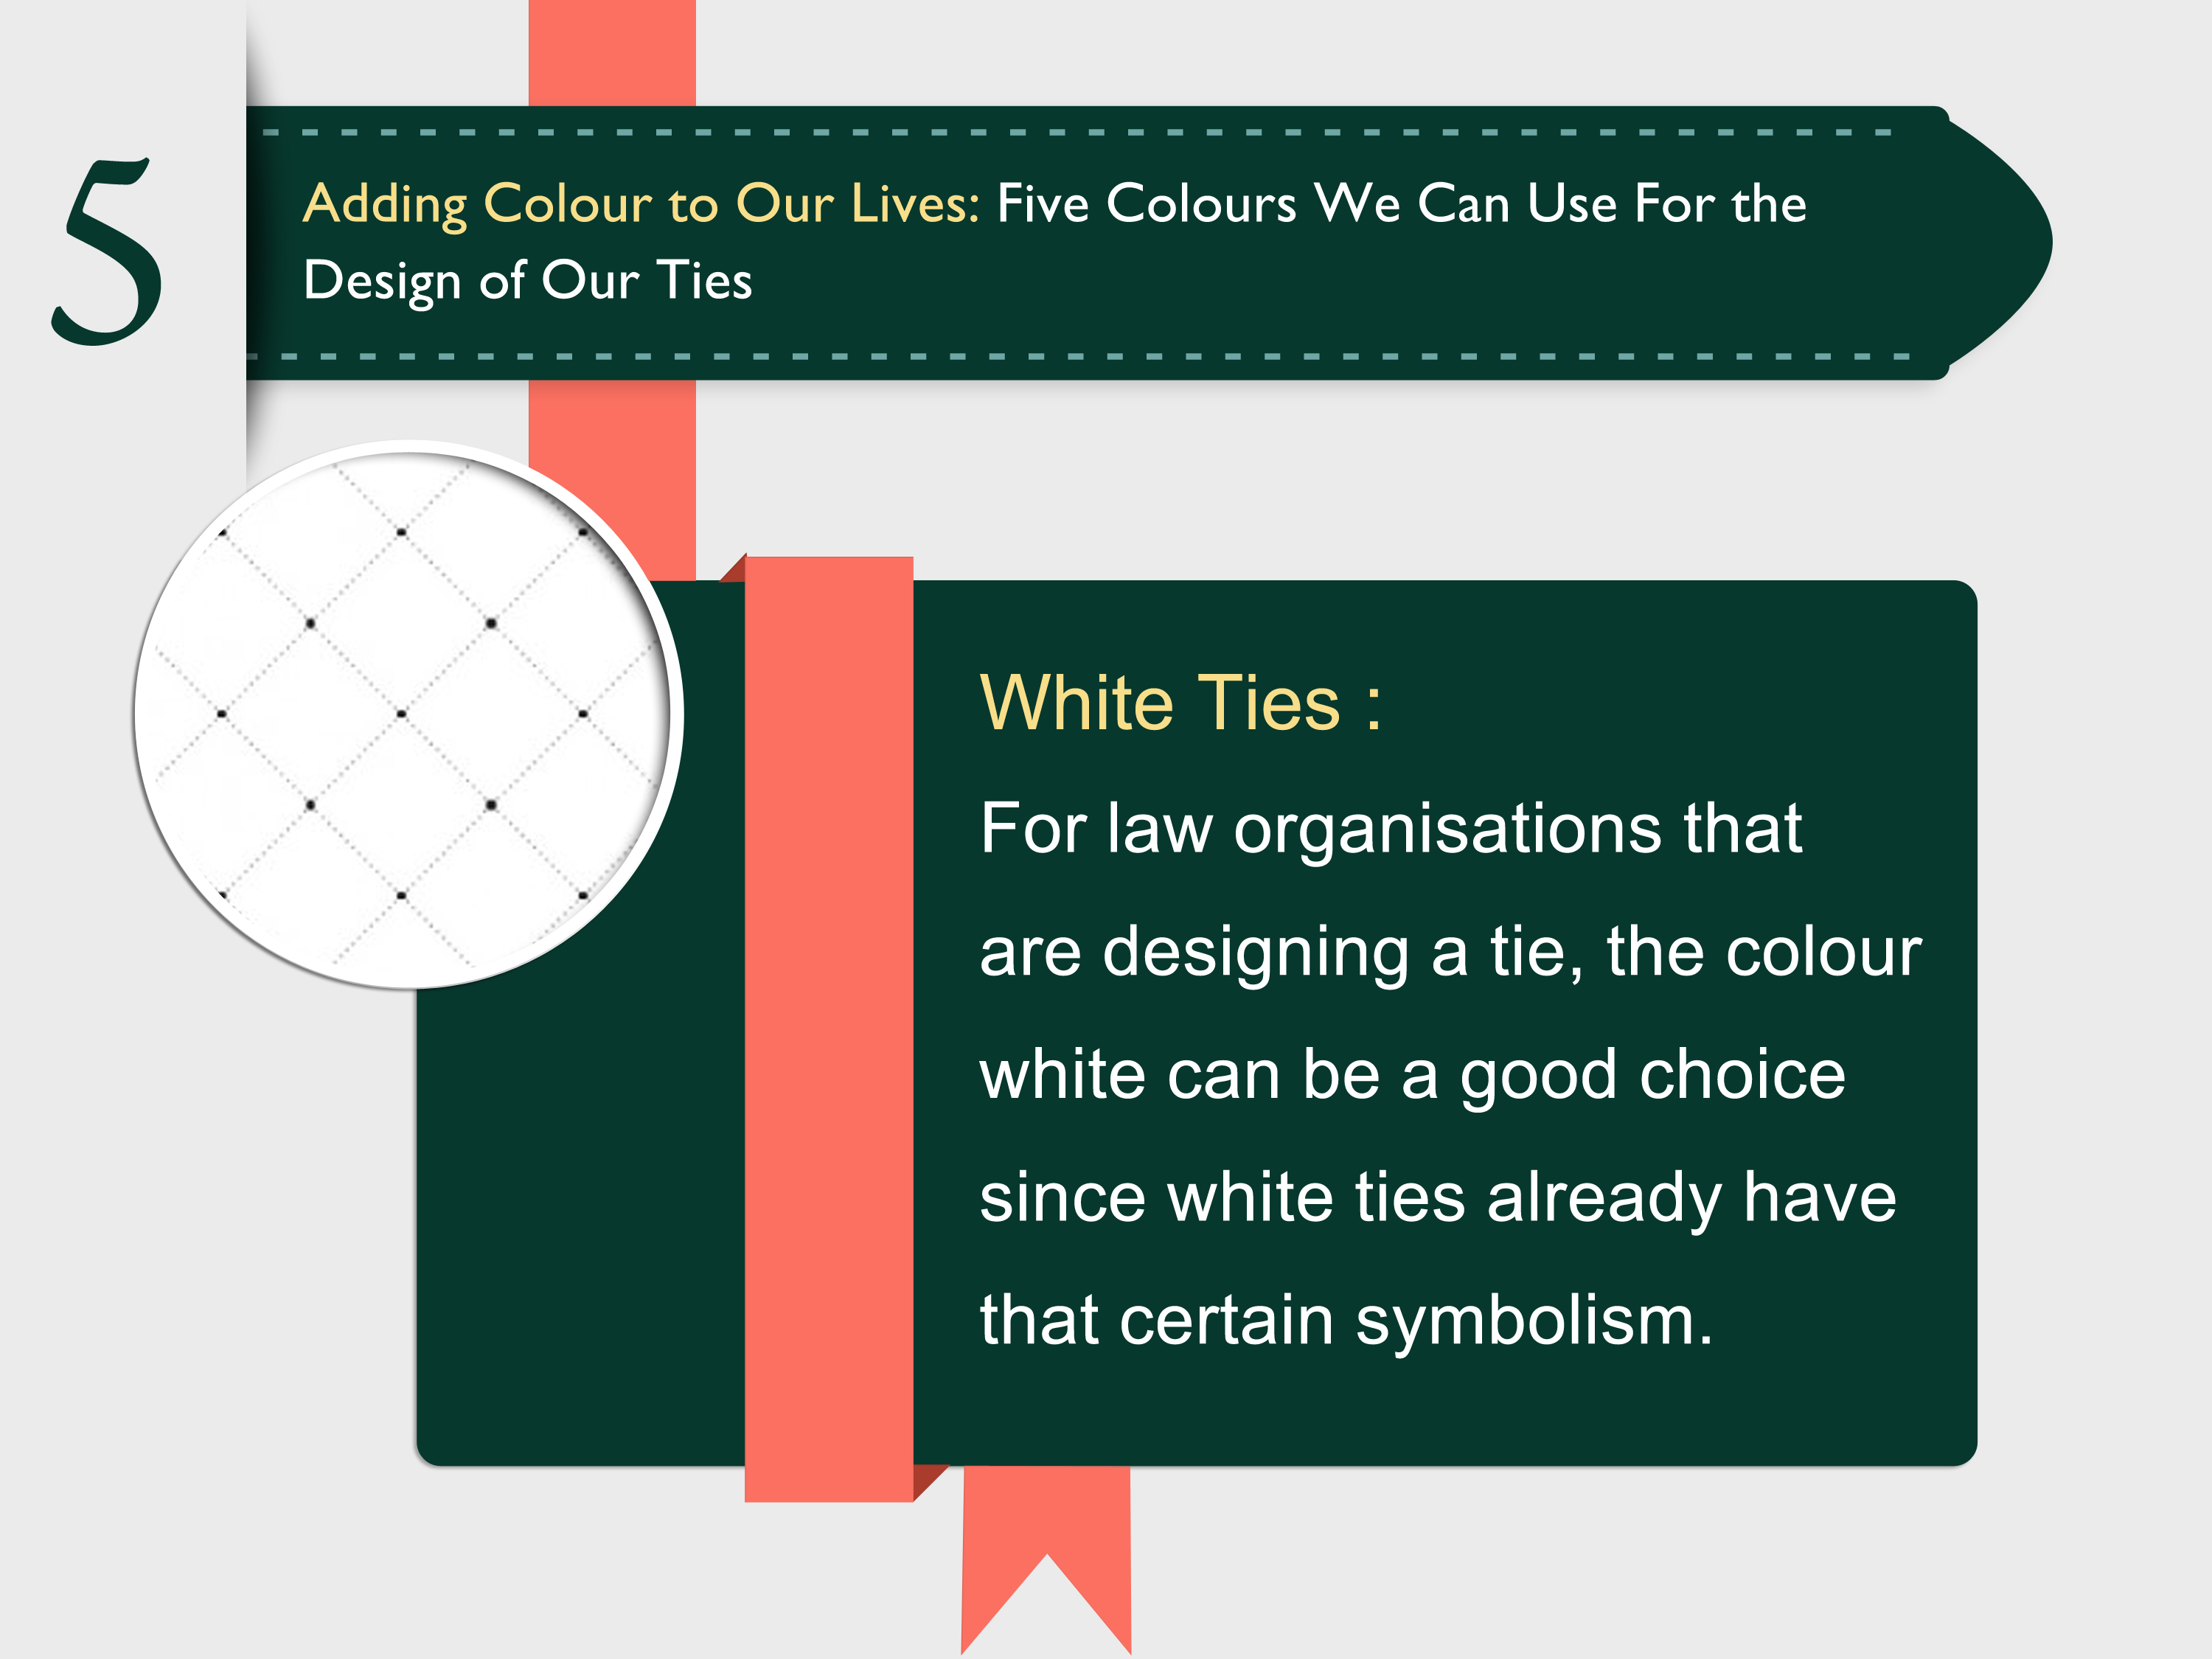 5
Adding Colour to Our Lives: Five Colours We Can Use For the
Design of Our Ties
White Ties :
For law organisations that
are designing a tie, the colour
white can be a good choice
since white ties already have
that certain symbolism.